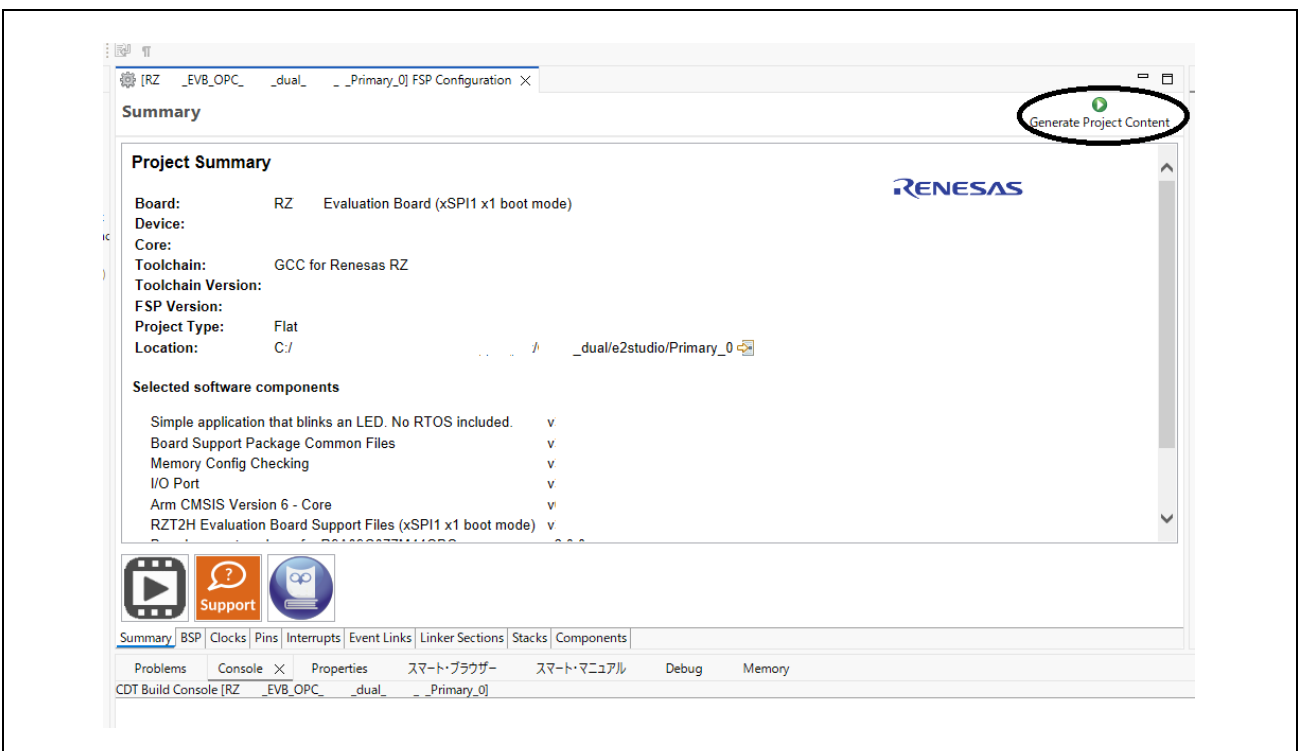 [RZ _EVB_OPC_ _dual_ _ _Primary_0] FSP Configuration
Summary
Generate Project Content
Project Summary
RENESAS
Board: RZ Evaluation Board (xSPI1 x1 boot mode)
Device:
Core:
Toolchain: GCC for Renesas RZ
Toolchain Version:
FSP Version:
Project Type: Flat
Location: C:/ _dual/e2studio/Primary_0
Selected software components
Simple application that blinks an LED. No RTOS included. v
Board Support Package Common Files v
Memory Config Checking v
I/O Port v
Arm CMSIS Version 6 - Core v
RZT2H Evaluation Board Support Files (xSPI1 x1 boot mode) v
Support
Summary BSP Clocks Pins Interrupts Event Links Linker Sections Stacks Components
Problems Console Properties スマート・ブラウザー スマート・マニュアル Debug Memory
CDT Build Console [RZ _EVB_OPC_ _dual_ _ _Primary_0]